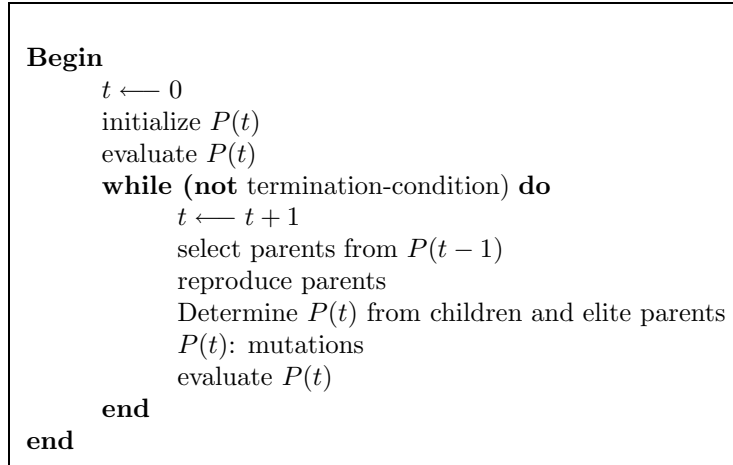 Begin
t ⟵ 0
initialize P(t)
evaluate P(t)
while (not termination-condition) do
t ⟵ t + 1
select parents from P(t − 1)
reproduce parents
Determine P(t) from children and elite parents
P(t): mutations
evaluate P(t)
end
end